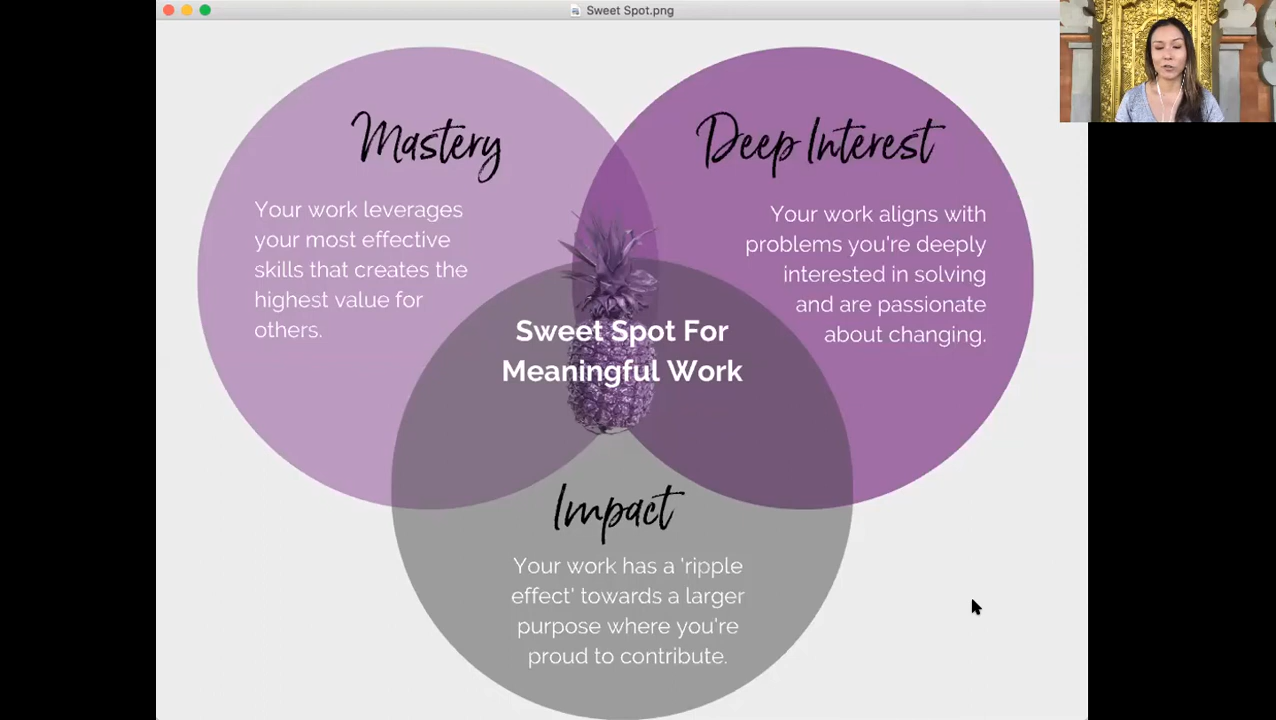 Sweet Spot.png
Mastery
Your work leverages
your most effective
skills that creates the
highest value for
others.
Deep Interest
Your work aligns with
problems you're deeply
interested in solving
and are passionate
about changing.
Sweet Spot For
Meaningful Work
Impact
Your work has a 'ripple
effect' towards a larger
purpose where you're
proud to contribute.